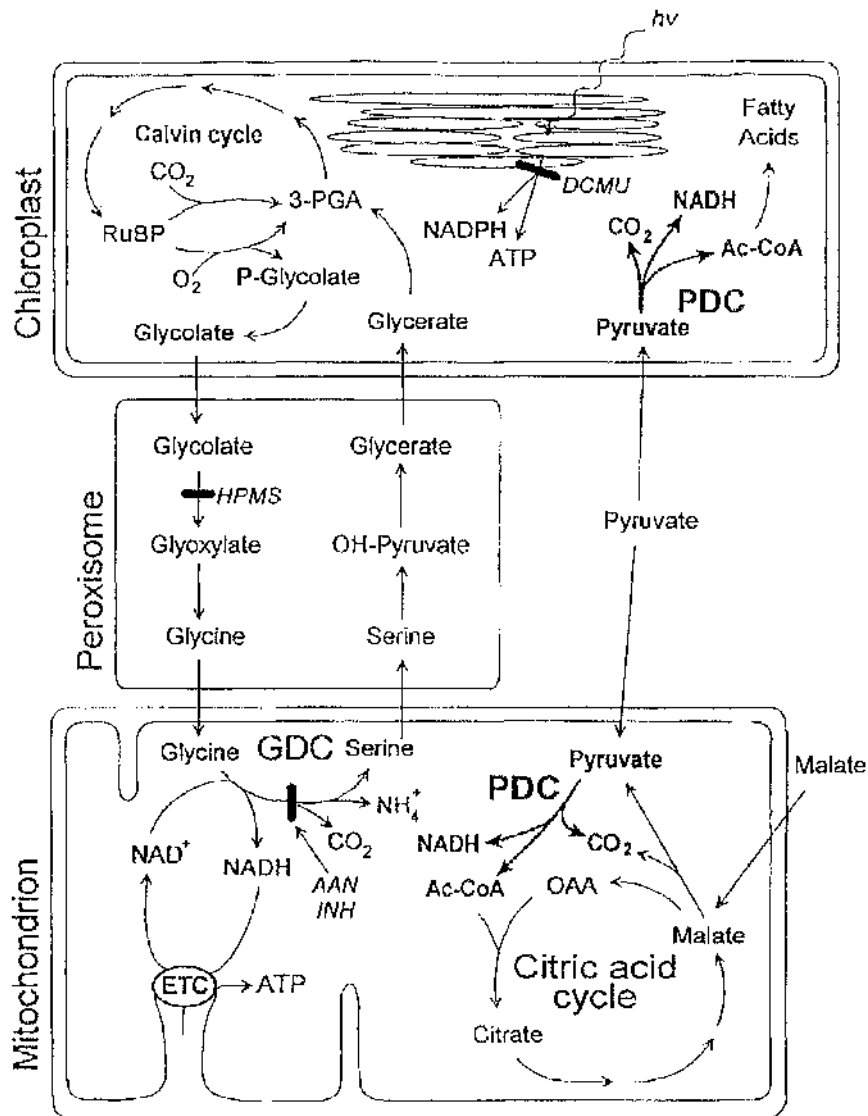 hv
Chloroplast
Calvin cycle
CO₂
RuBP
3-PGA
O₂
P-Glycolate
Glycolate
Glycerate
DCMU
NADPH
ATP
Fatty
Acids
NADH
CO₂
Ac-CoA
PDC
Pyruvate
Peroxisome
Glycolate
HPMS
Glyoxylate
Glycine
Glycerate
OH-Pyruvate
Serine
Pyruvate
Mitochondrion
Glycine
GDC
Serine
NH₄⁺
CO₂
NAD⁺
NADH
AAN
INH
ETC
ATP
Pyruvate
PDC
NADH
CO₂
Ac-CoA
OAA
Malate
Malate
Citric acid
cycle
Citrate